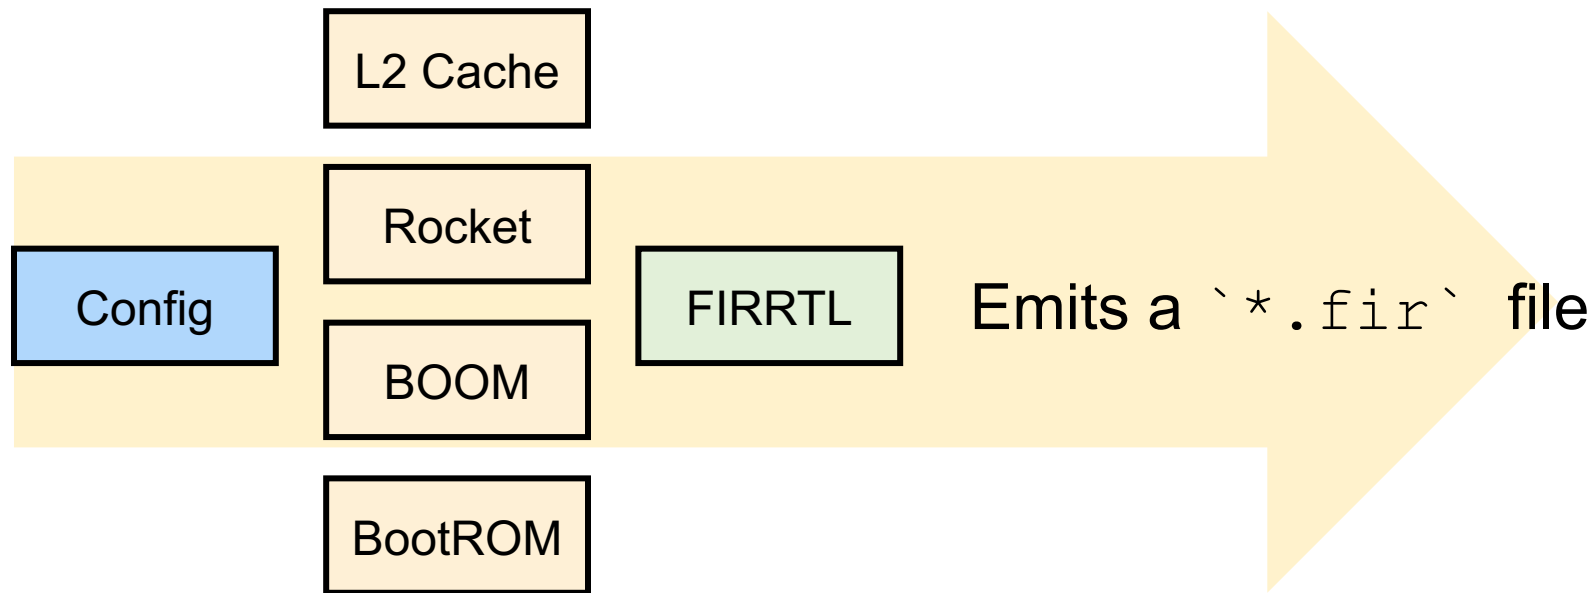 L2 Cache
Rocket
Config
BOOM
BootROM
FIRRTL
Emits a `*.fir` file